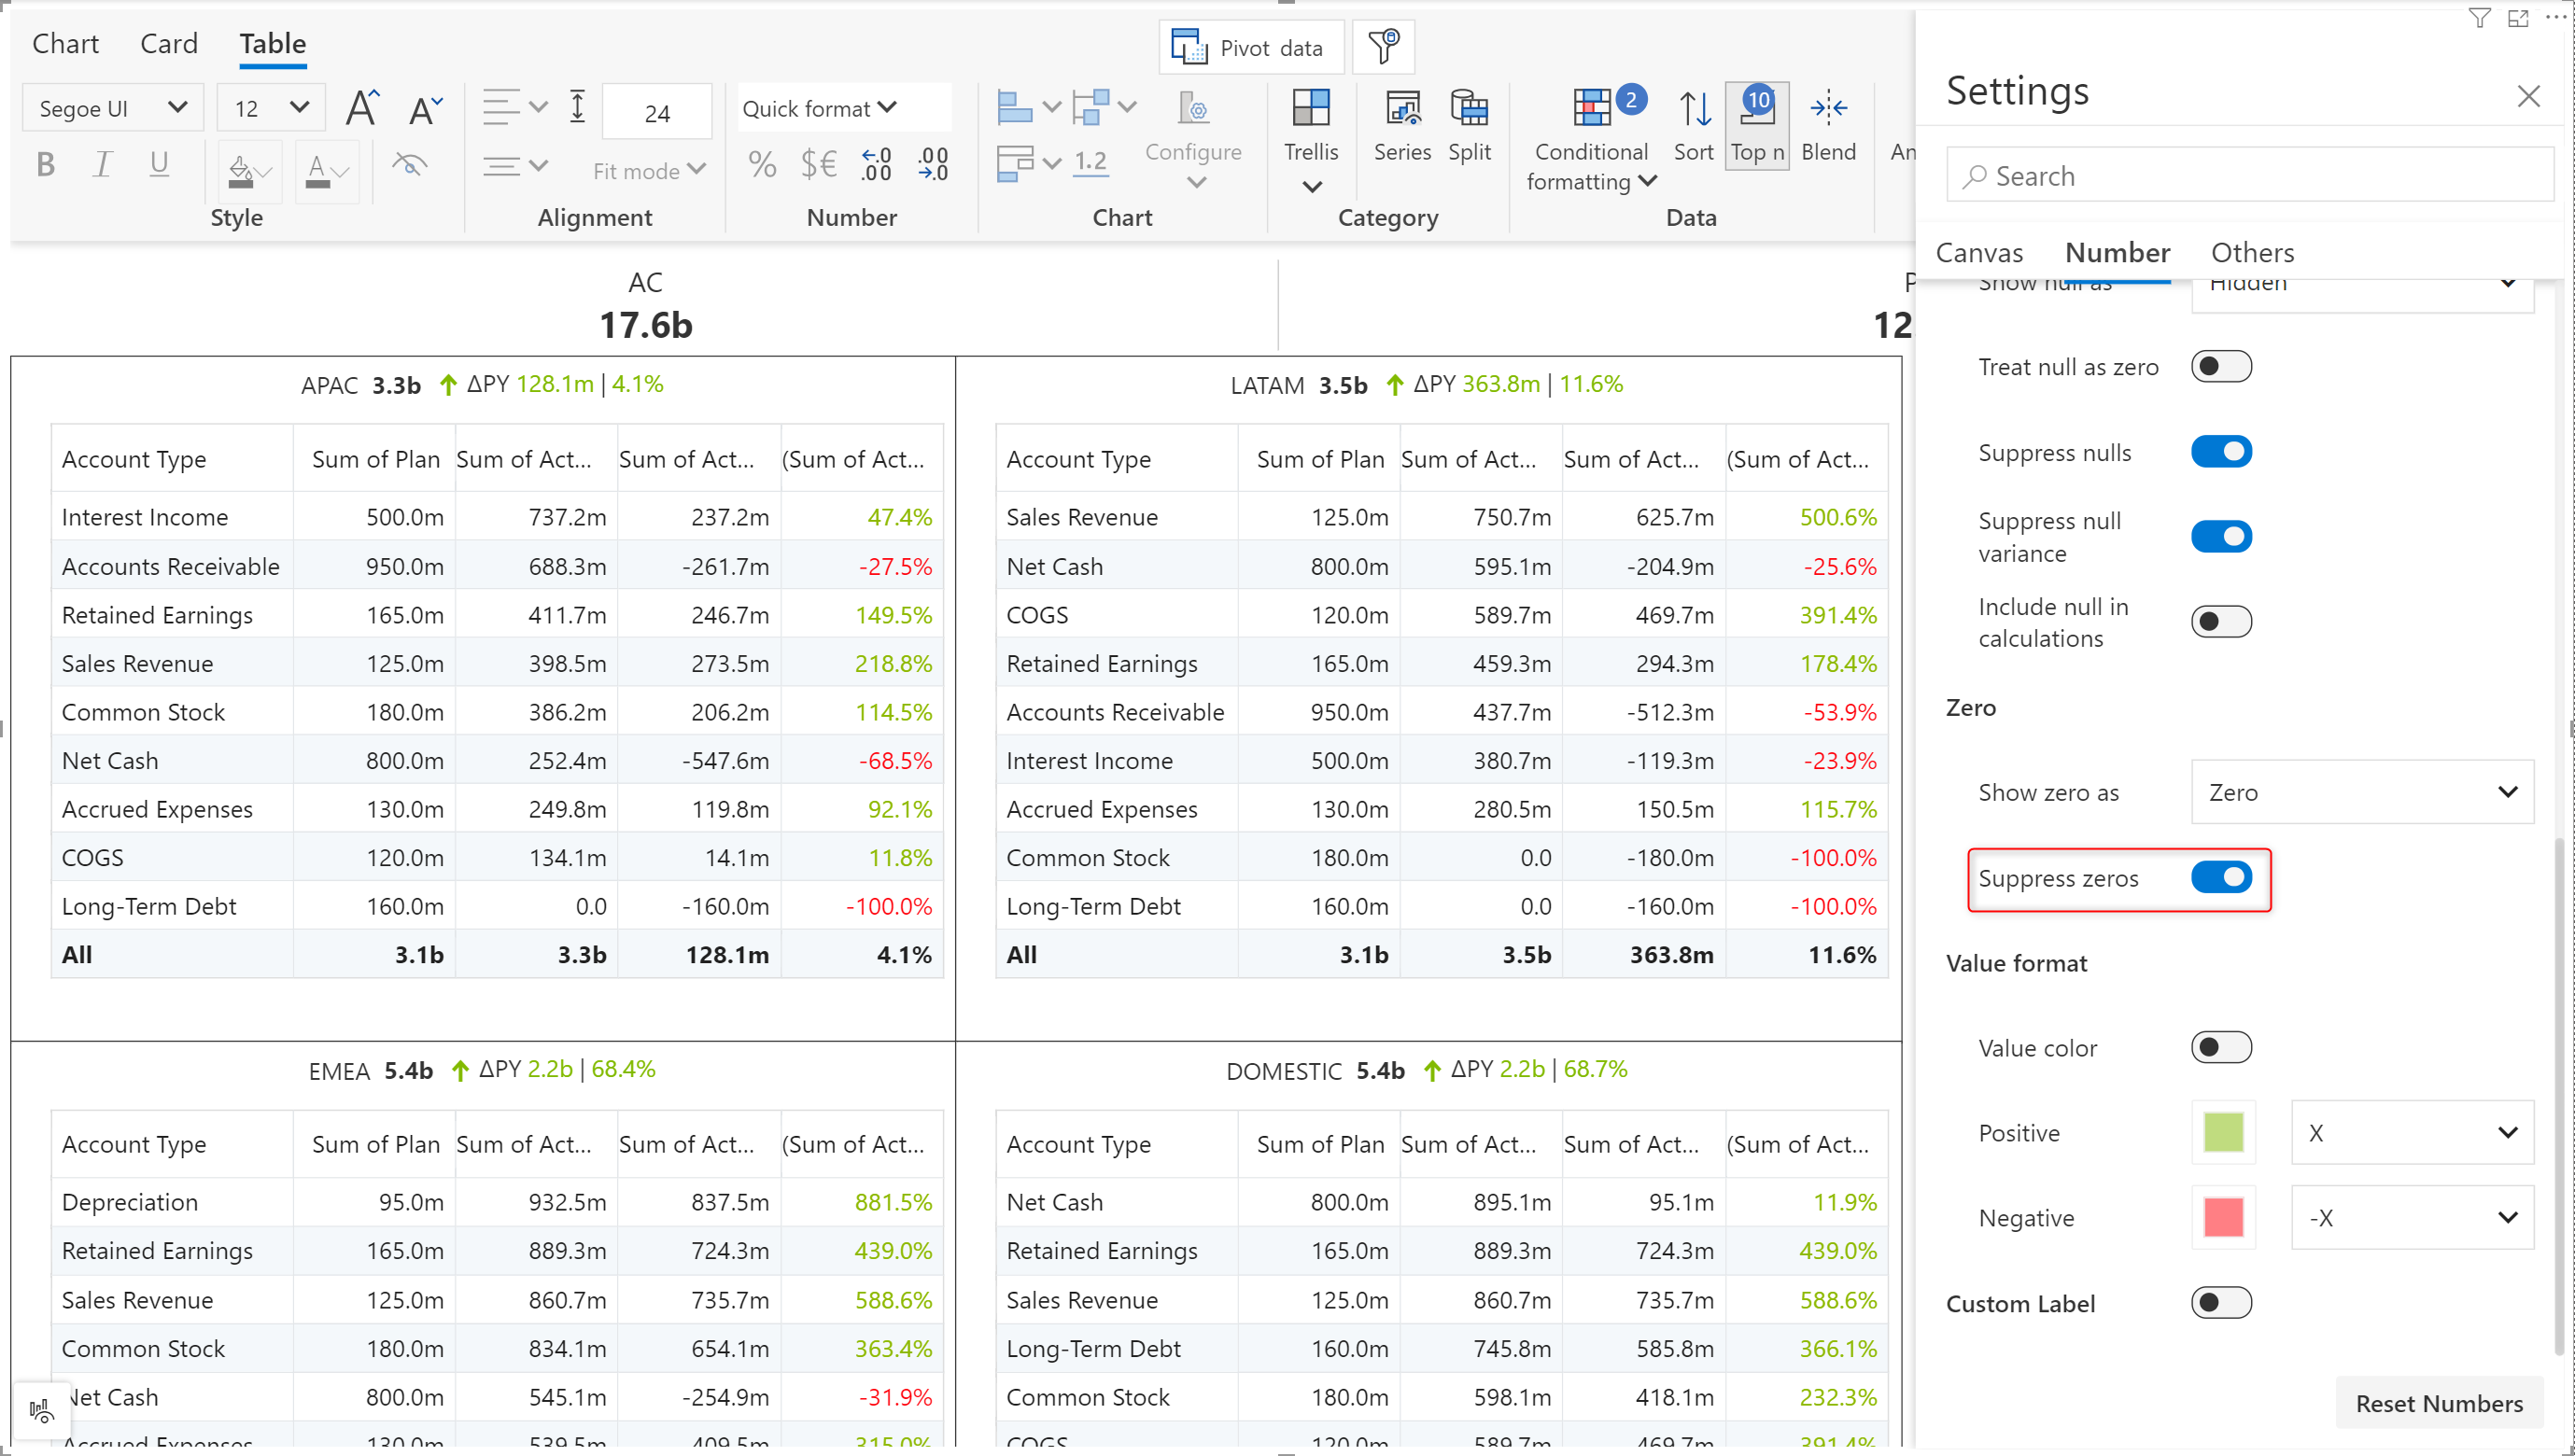 Chart Card Table
Pivot data
Segoe UI 12 A A
24
Quick format
2
10
B I U
A
Fit mode
% $€ .0 .00 .00 .0
1.2
Configure
Trellis
Series Split
Conditional formatting
Sort Top n Blend An
Style Alignment Number Chart Category Data
AC
17.6b
P
12
APAC 3.3b ΔPY 128.1m | 4.1%
Account Type Sum of Plan Sum of Act... Sum of Act... (Sum of Act...
Interest Income 500.0m 737.2m 237.2m 47.4%
Accounts Receivable 950.0m 688.3m -261.7m -27.5%
Retained Earnings 165.0m 411.7m 246.7m 149.5%
Sales Revenue 125.0m 398.5m 273.5m 218.8%
Common Stock 180.0m 386.2m 206.2m 114.5%
Net Cash 800.0m 252.4m -547.6m -68.5%
Accrued Expenses 130.0m 249.8m 119.8m 92.1%
COGS 120.0m 134.1m 14.1m 11.8%
Long-Term Debt 160.0m 0.0 -160.0m -100.0%
All 3.1b 3.3b 128.1m 4.1%
LATAM 3.5b ΔPY 363.8m | 11.6%
Account Type Sum of Plan Sum of Act... Sum of Act... (Sum of Act...
Sales Revenue 125.0m 750.7m 625.7m 500.6%
Net Cash 800.0m 595.1m -204.9m -25.6%
COGS 120.0m 589.7m 469.7m 391.4%
Retained Earnings 165.0m 459.3m 294.3m 178.4%
Accounts Receivable 950.0m 437.7m -512.3m -53.9%
Interest Income 500.0m 380.7m -119.3m -23.9%
Accrued Expenses 130.0m 280.5m 150.5m 115.7%
Common Stock 180.0m 0.0 -180.0m -100.0%
Long-Term Debt 160.0m 0.0 -160.0m -100.0%
All 3.1b 3.5b 363.8m 11.6%
EMEA 5.4b ΔPY 2.2b | 68.4%
Account Type Sum of Plan Sum of Act... Sum of Act... (Sum of Act...
Depreciation 95.0m 932.5m 837.5m 881.5%
Retained Earnings 165.0m 889.3m 724.3m 439.0%
Sales Revenue 125.0m 860.7m 735.7m 588.6%
Common Stock 180.0m 834.1m 654.1m 363.4%
Net Cash 800.0m 545.1m -254.9m -31.9%
Accrued Expenses 130.0m 539.5m 409.5m 315.0%
DOMESTIC 5.4b ΔPY 2.2b | 68.7%
Account Type Sum of Plan Sum of Act... Sum of Act... (Sum of Act...
Net Cash 800.0m 895.1m 95.1m 11.9%
Retained Earnings 165.0m 889.3m 724.3m 439.0%
Sales Revenue 125.0m 860.7m 735.7m 588.6%
Long-Term Debt 160.0m 745.8m 585.8m 366.1%
Common Stock 180.0m 598.1m 418.1m 232.3%
COGS 120.0m 589.7m 469.7m 391.4%
Settings
Search
Canvas Number Others
Show null as Hidden
Treat null as zero
Suppress nulls
Suppress null
variance
Include null in
calculations
Zero
Show zero as Zero
Suppress zeros
Value format
Value color
Positive X
Negative -X
Custom Label
Reset Numbers